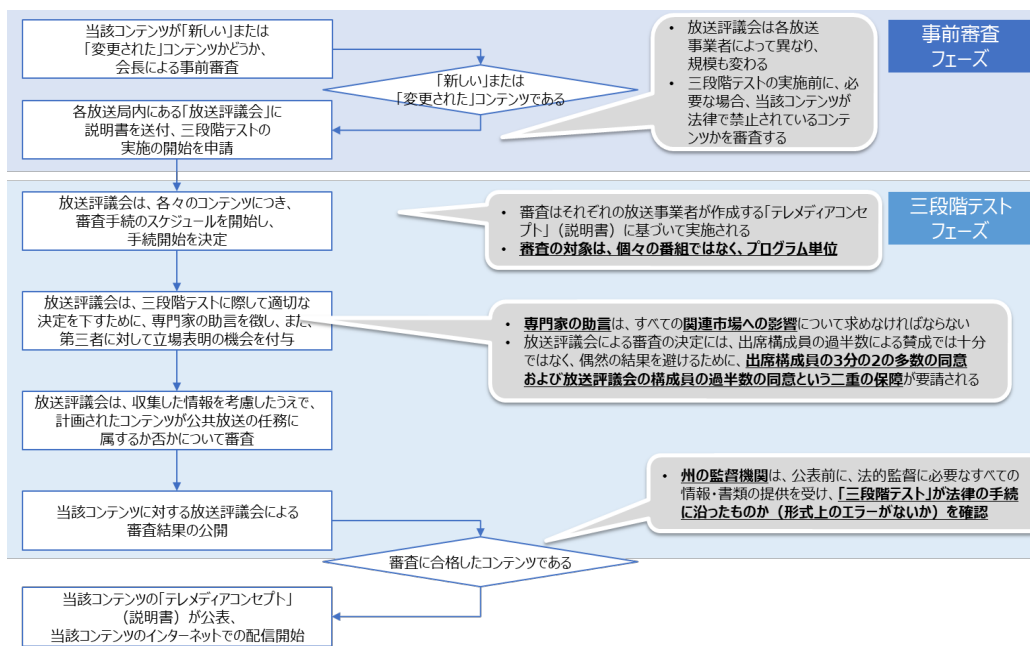 当該コンテンツが「新しい」または
「変更された」コンテンツかどうか、
会長による事前審査
「新しい」または
「変更された」コンテンツである
各放送局内にある「放送評議会」に
説明書を送付、三段階テストの
実施の開始を申請
• 放送評議会は各放送
事業者によって異なり、
規模も変わる
• 三段階テストの実施前に、必
要な場合、当該コンテンツが
法律で禁止されているコンテ
ンツかを審査する
事前審査
フェーズ
放送評議会は、各々のコンテンツにつき、
審査手続のスケジュールを開始し、
手続開始を決定
• 審査はそれぞれの放送事業者が作成する「テレメディアコンセ
プト」（説明書）に基づいて実施される
• 審査の対象は、個々の番組ではなく、プログラム単位
三段階テスト
フェーズ
放送評議会は、三段階テストに際して適切な
決定を下すために、専門家の助言を徴し、また、
第三者に対して立場表明の機会を付与
• 専門家の助言は、すべての関連市場への影響について求めなければならない
• 放送評議会による審査の決定には、出席構成員の過半数による賛成では十分
ではなく、偶然の結果を避けるために、出席構成員の3分の2の多数の同意
および放送評議会の構成員の過半数の同意という二重の保障が要請される
放送評議会は、収集した情報を考慮したうえで、
計画されたコンテンツが公共放送の任務に
属するか否かについて審査
• 州の監督機関は、公表前に、法的監督に必要なすべての
情報・書類の提供を受け、「三段階テスト」が法律の手続
に沿ったものか（形式上のエラーがないか）を確認
当該コンテンツに対する放送評議会による
審査結果の公開
審査に合格したコンテンツである
当該コンテンツの「テレメディアコンセプト」
（説明書）が公表、
当該コンテンツのインターネットでの配信開始